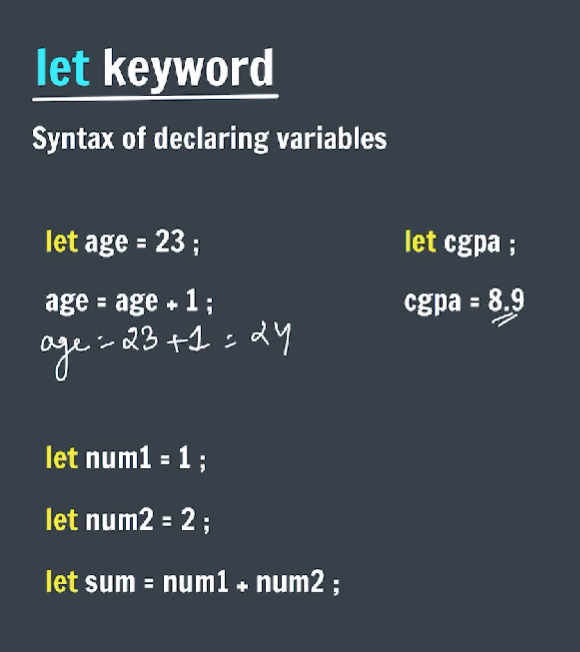 let keyword
Syntax of declaring variables
let age = 23 ;
age = age + 1 ;
age = 23 + 1 = 24
let cgpa ;
cgpa = 8.9
let num1 = 1 ;
let num2 = 2 ;
let sum = num1 + num2 ;